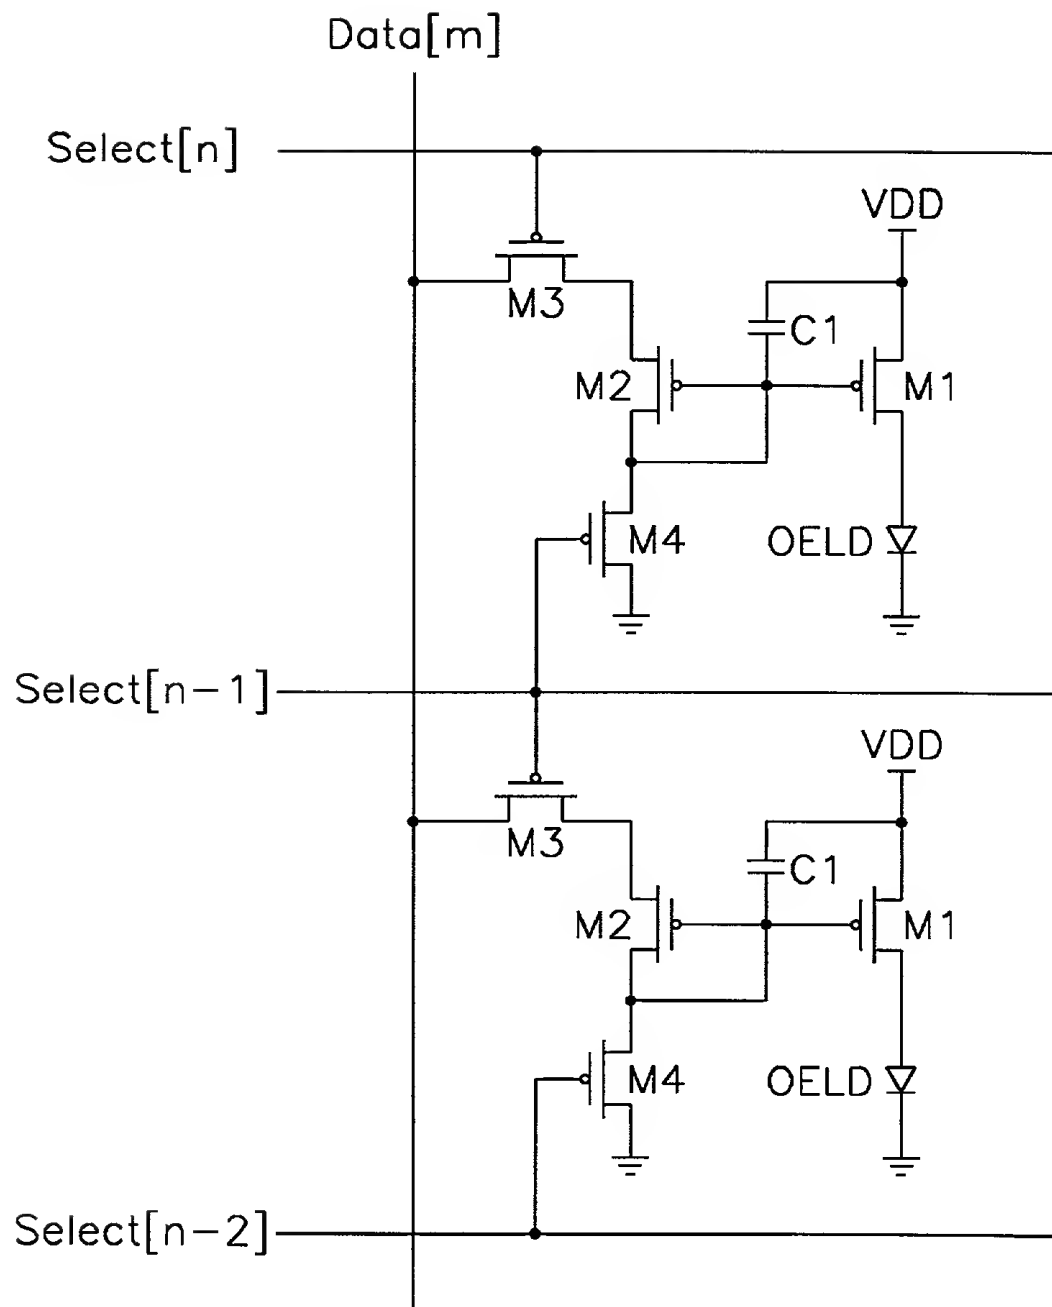 Data[m]
Select[n]
VDD
M3
C1
M2
M1
M4
OELD
Select[n-1]
VDD
M3
C1
M2
M1
M4
OELD
Select[n-2]